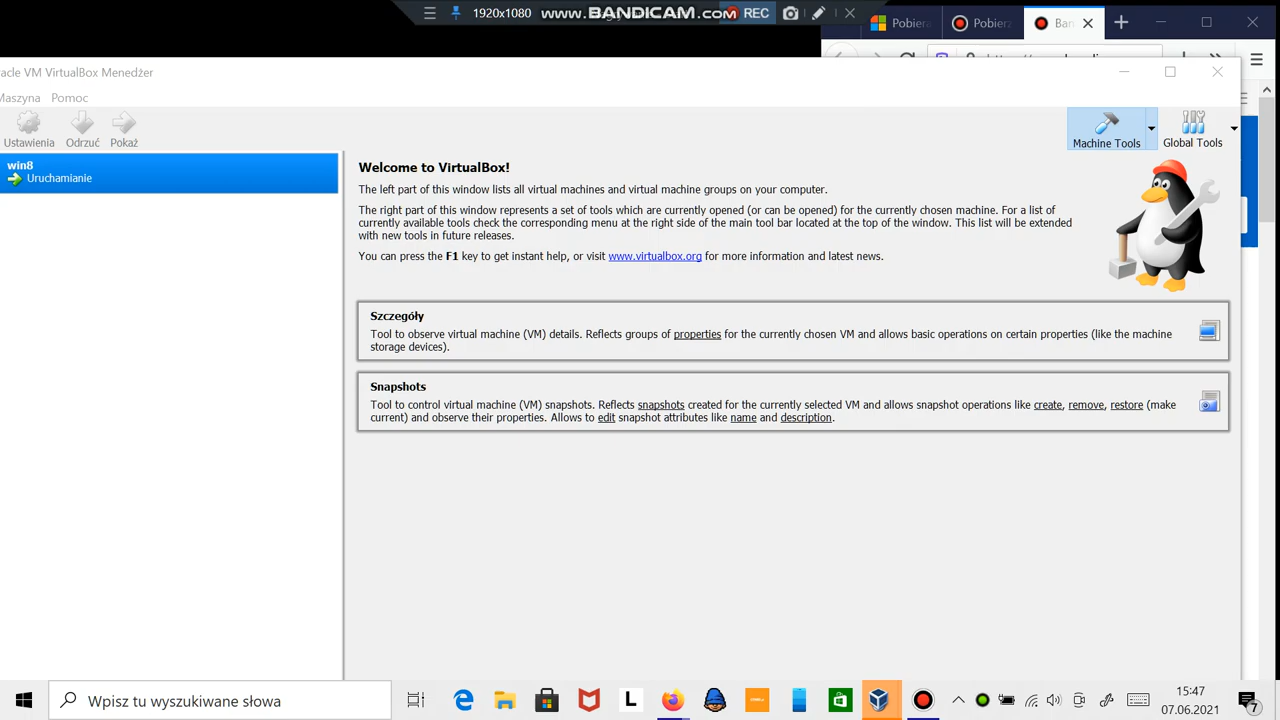 1920x1080 www.BANDICAM.com REC
Pobiera Pobierz Ban
acle VM VirtualBox Menedżer
Maszyna Pomoc
Ustawienia Odrzuć Pokaż
Machine Tools Global Tools
win8
Uruchamianie
Welcome to VirtualBox!
The left part of this window lists all virtual machines and virtual machine groups on your computer.
The right part of this window represents a set of tools which are currently opened (or can be opened) for the currently chosen machine. For a list of
currently available tools check the corresponding menu at the right side of the main tool bar located at the top of the window. This list will be extended
with new tools in future releases.
You can press the F1 key to get instant help, or visit www.virtualbox.org for more information and latest news.
Szczegóły
Tool to observe virtual machine (VM) details. Reflects groups of properties for the currently chosen VM and allows basic operations on certain properties (like the machine
storage devices).
Snapshots
Tool to control virtual machine (VM) snapshots. Reflects snapshots created for the currently selected VM and allows snapshot operations like create, remove, restore (make
current) and observe their properties. Allows to edit snapshot attributes like name and description.
Wpisz tu wyszukiwane słowa
L
15:47
07.06.2021
7